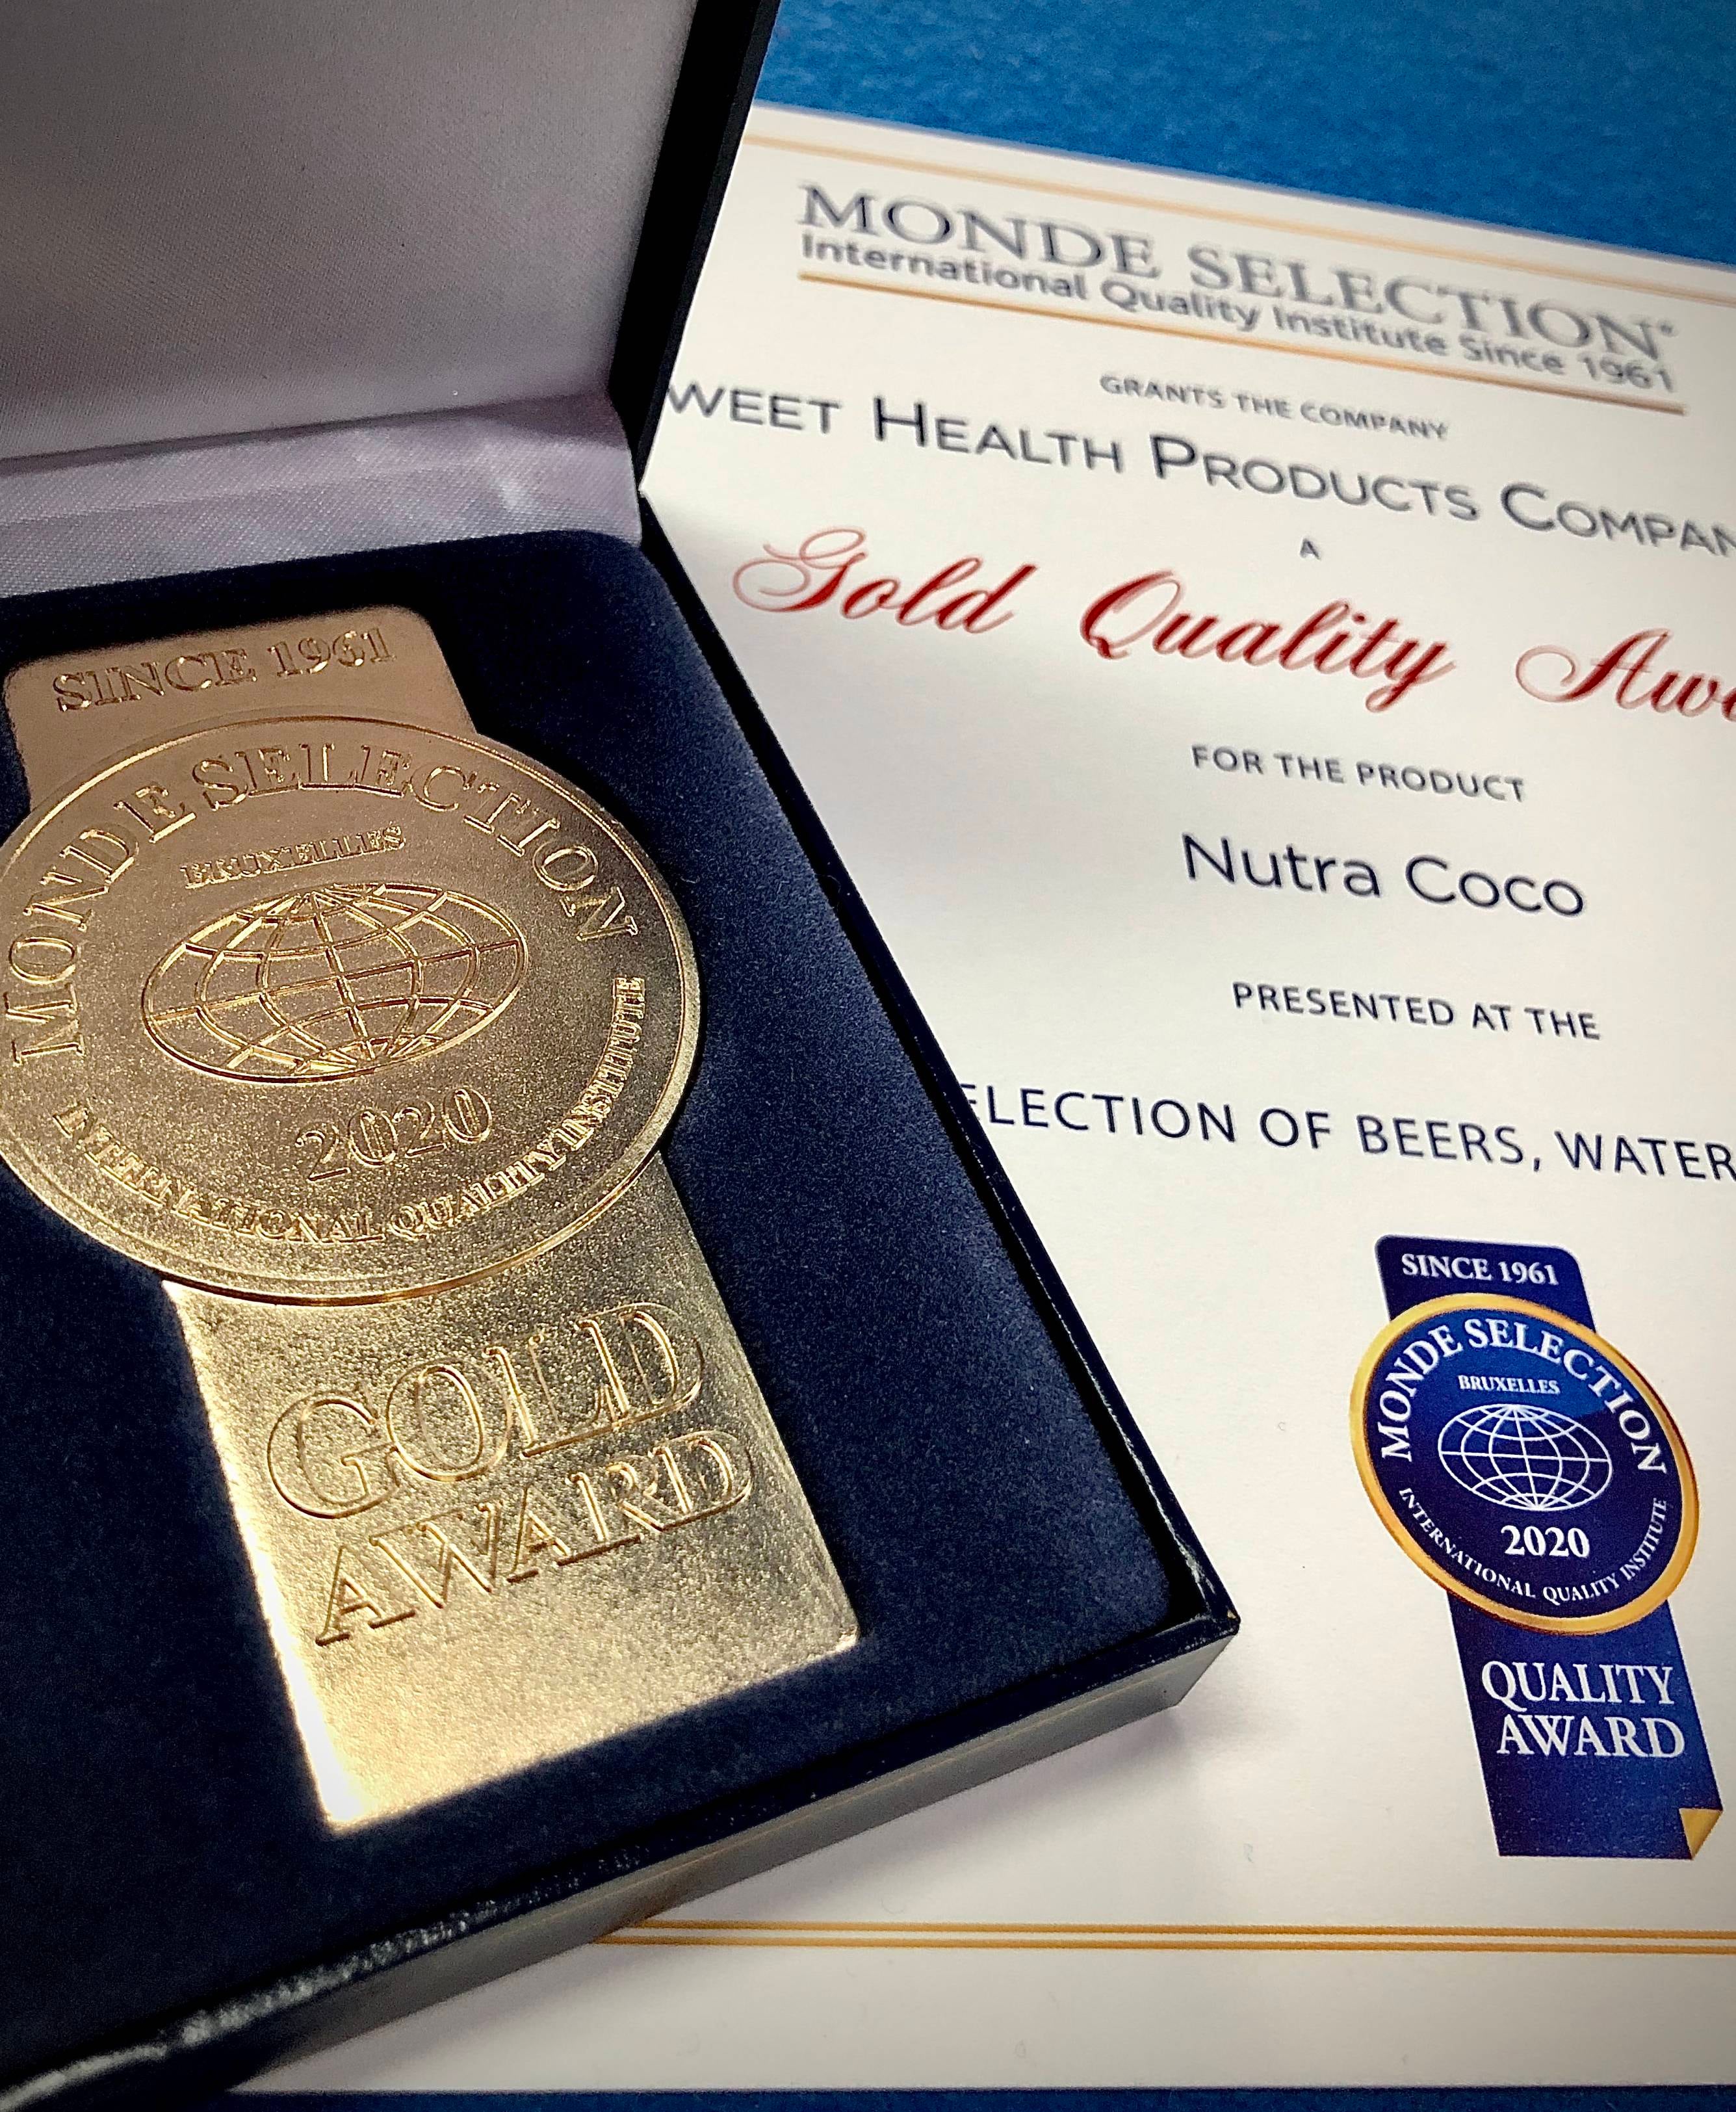 SINCE 1961
MONDE SELECTION
BRUXELLES
2020
INTERNATIONAL QUALITY INSTITUTE
GOLD
AWARD
MONDE SELECTION®
International Quality Institute Since 1961
GRANTS THE COMPANY
WEET HEALTH PRODUCTS COMPAN
A
Gold Quality Aw
FOR THE PRODUCT
Nutra Coco
PRESENTED AT THE
ELECTION OF BEERS, WATER
SINCE 1961
MONDE SELECTION
BRUXELLES
2020
INTERNATIONAL QUALITY INSTITUTE
QUALITY
AWARD